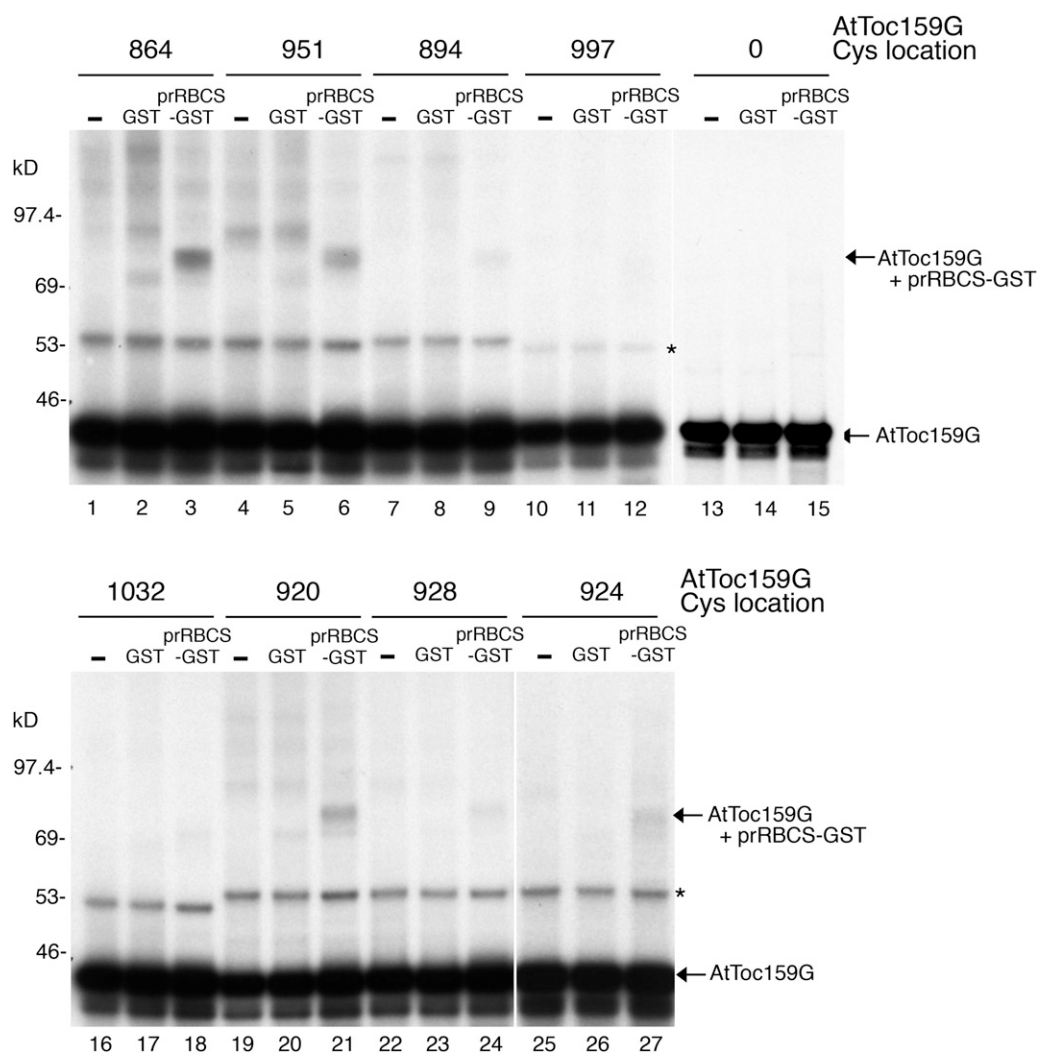 864 951 894 997 0 AtToc159G
Cys location
prRBCS prRBCS prRBCS prRBCS prRBCS
- GST -GST - GST -GST - GST -GST - GST -GST - GST -GST
kD
97.4-
AtToc159G
+ prRBCS-GST
69-
53- *
46-
AtToc159G
1 2 3 4 5 6 7 8 9 10 11 12 13 14 15
1032 920 928 924 AtToc159G
Cys location
prRBCS prRBCS prRBCS prRBCS
- GST -GST - GST -GST - GST -GST - GST -GST
kD
97.4-
AtToc159G
+ prRBCS-GST
69-
53- *
46-
AtToc159G
16 17 18 19 20 21 22 23 24 25 26 27